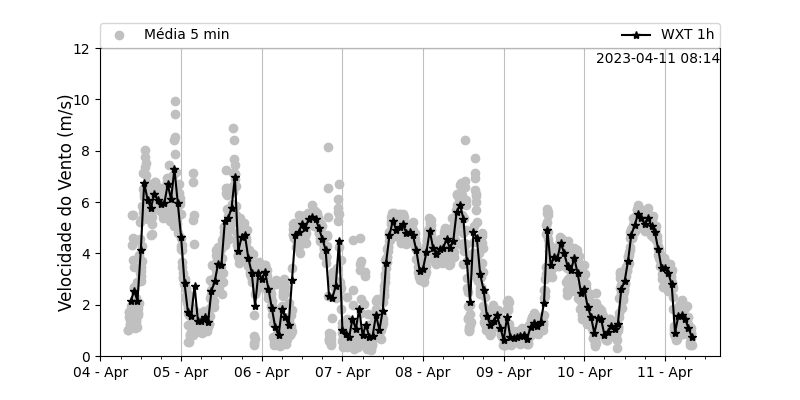 Média 5 min
WXT 1h
2023-04-11 08:14
Velocidade do Vento (m/s)
12
10
8
6
4
2
0
04 - Apr
05 - Apr
06 - Apr
07 - Apr
08 - Apr
09 - Apr
10 - Apr
11 - Apr